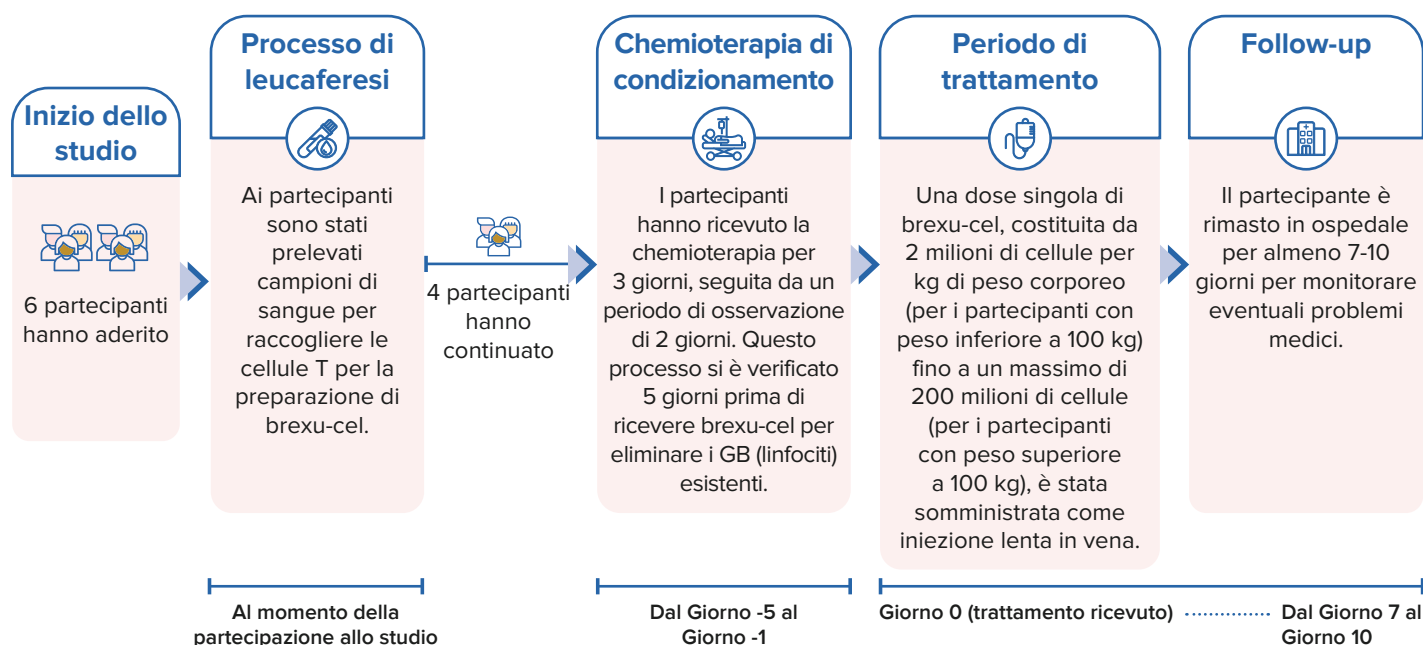 Inizio dello
studio
6 partecipanti
hanno aderito
Processo di
leucaferesi
Ai partecipanti
sono stati
prelevati
campioni di
sangue per
raccogliere le
cellule T per la
preparazione di
brexu-cel.
4 partecipanti
hanno
continuato
Chemioterapia di
condizionamento
I partecipanti
hanno ricevuto la
chemioterapia per
3 giorni, seguita da un
periodo di osservazione
di 2 giorni. Questo
processo si è verificato
5 giorni prima di
ricevere brexu-cel per
eliminare i GB (linfociti)
esistenti.
Periodo di
trattamento
Una dose singola di
brexu-cel, costituita da
2 milioni di cellule per
kg di peso corporeo
(per i partecipanti con
peso inferiore a 100 kg)
fino a un massimo di
200 milioni di cellule
(per i partecipanti
con peso superiore
a 100 kg), è stata
somministrata come
iniezione lenta in vena.
Follow-up
Il partecipante è
rimasto in ospedale
per almeno 7-10
giorni per monitorare
eventuali problemi
medici.
Al momento della
partecipazione allo studio
Dal Giorno -5 al
Giorno -1
Giorno 0 (trattamento ricevuto)
Dal Giorno 7 al
Giorno 10